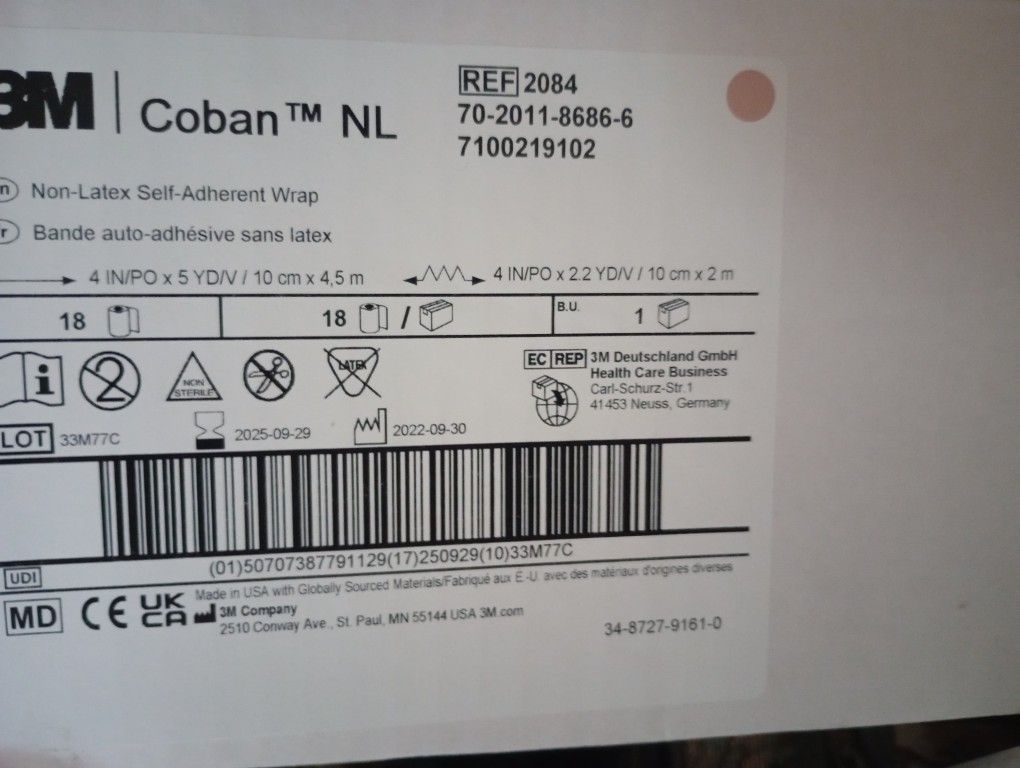 3M | Coban™ NL
REF 2084
70-2011-8686-6
7100219102
Non-Latex Self-Adherent Wrap
Bande auto-adhésive sans latex
4 IN/PO x 5 YD/V / 10 cm x 4,5 m
4 IN/PO x 2.2 YD/V / 10 cm x 2 m
18
18 /
B.U. 1
2
NON STERILE
LATEX
EC REP 3M Deutschland GmbH
Health Care Business
Carl-Schurz-Str.1
41453 Neuss, Germany
LOT 33M77C
2025-09-29
2022-09-30
(01)50707387791129(17)250929(10)33M77C
UDI
Made in USA with Globally Sourced Materials/Fabriqué aux É.-U. avec des matériaux d'origines diverses
MD CE UK CA
3M Company
2510 Conway Ave., St. Paul, MN 55144 USA 3M.com
34-8727-9161-0